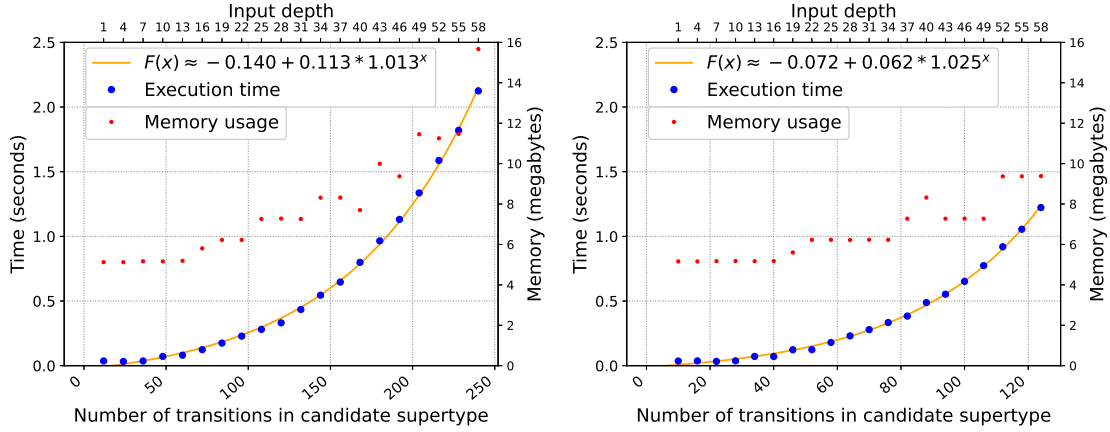 Input depth
1 4 7 10 13 16 19 22 25 28 31 34 37 40 43 46 49 52 55 58
2.5
2.0
1.5
1.0
0.5
0.0
Time (seconds)
F(x) ≈ − 0.140 + 0.113 * 1.013^x
Execution time
Memory usage
16
14
12
10
8
6
4
2
0
Memory (megabytes)
0 50 100 150 200 250
Number of transitions in candidate supertype
Input depth
1 4 7 10 13 16 19 22 25 28 31 34 37 40 43 46 49 52 55 58
2.5
2.0
1.5
1.0
0.5
0.0
Time (seconds)
F(x) ≈ − 0.072 + 0.062 * 1.025^x
Execution time
Memory usage
16
14
12
10
8
6
4
2
0
Memory (megabytes)
0 20 40 60 80 100 120
Number of transitions in candidate supertype